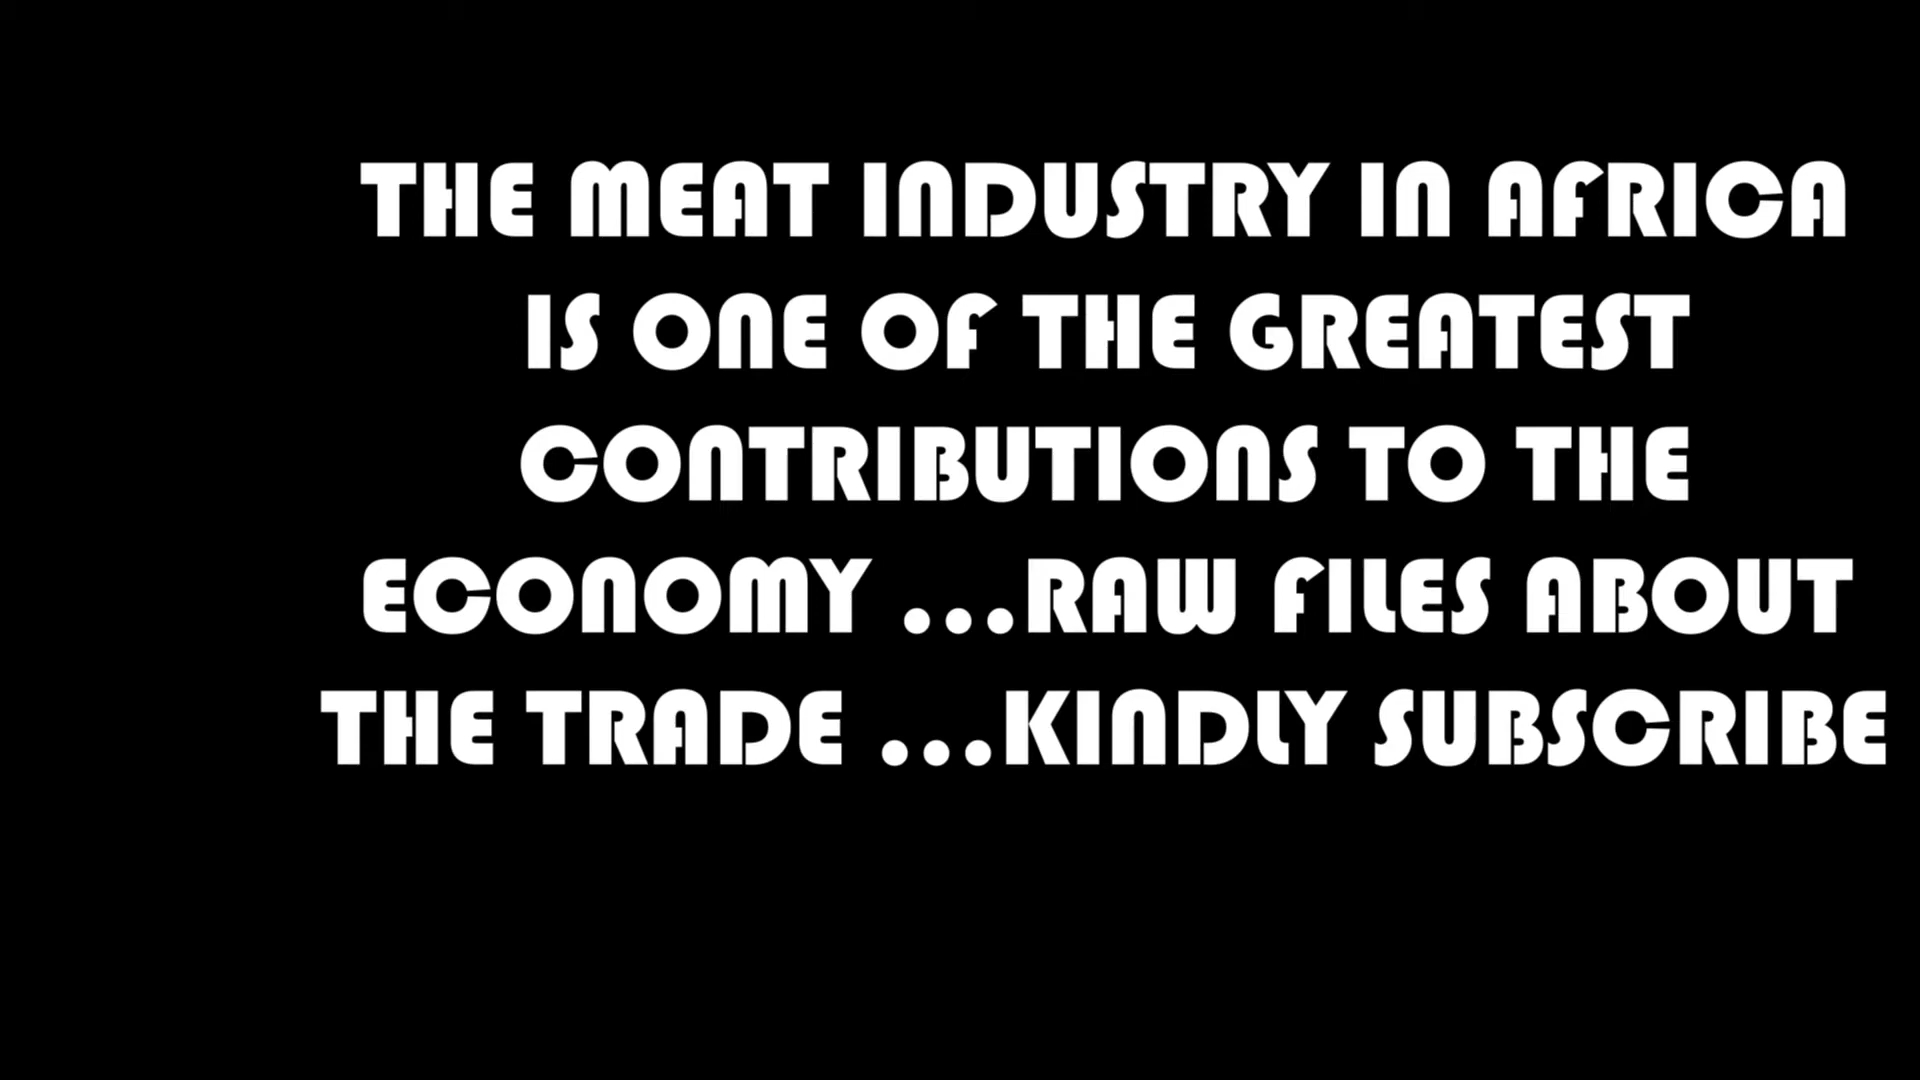 THE MEAT INDUSTRY IN AFRICA
IS ONE OF THE GREATEST
CONTRIBUTIONS TO THE
ECONOMY ...RAW FILES ABOUT
THE TRADE ...KINDLY SUBSCRIBE